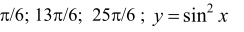 π/6; 13π/6; 25π/6 ; y = sin² x